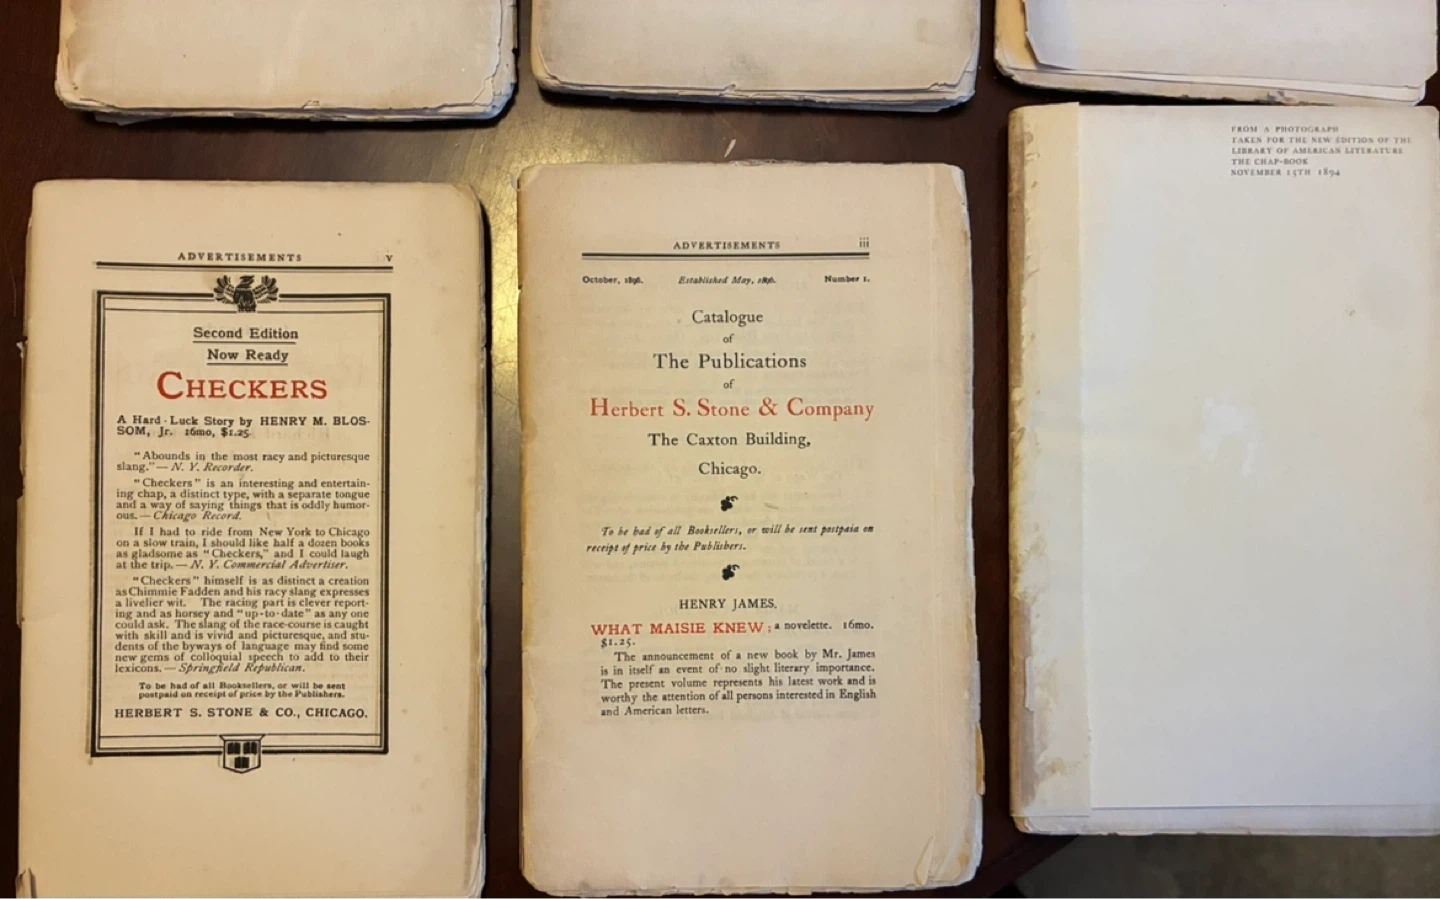 ADVERTISEMENTS v
Second Edition
Now Ready
CHECKERS
A Hard-Luck Story by HENRY M. BLOS-
SOM, Jr. 16mo, $1.25
"Abounds in the most racy and picturesque
slang."—N. Y. Recorder.
"Checkers" is an interesting and entertain-
ing chap, a distinct type, with a separate tongue
and a way of saying things that is oddly humor-
ous.—Chicago Record.
If I had to ride from New York to Chicago
on a slow train, I should like half a dozen books
as gladsome as "Checkers," and I could laugh
at the trip.—N. Y. Commercial Advertiser.
"Checkers" himself is as distinct a creation
as Chimmie Fadden and his racy slang expresses
a livelier wit. The racing part is clever report-
ing and as horsey and "up-to-date" as any one
could ask. The slang of the race-course is caught
with skill and is vivid and picturesque, and stu-
dents of the byways of language may find some
new gems of colloquial speech to add to their
lexicons.—Springfield Republican.
To be had of all Booksellers, or will be sent
postpaid on receipt of price by the Publishers.
HERBERT S. STONE & CO., CHICAGO.
ADVERTISEMENTS iii
October, 1896. Established May, 1896. Number 1.
Catalogue
of
The Publications
of
Herbert S. Stone & Company
The Caxton Building,
Chicago.
To be had of all Booksellers, or will be sent postpaid on
receipt of price by the Publishers.
HENRY JAMES.
WHAT MAISIE KNEW; a novelette. 16mo.
$1.25.
The announcement of a new book by Mr. James
is in itself an event of no slight literary importance.
The present volume represents his latest work and is
worthy the attention of all persons interested in English
and American letters.
FROM A PHOTOGRAPH
TAKEN FOR THE NEW EDITION OF THE
LIBRARY OF AMERICAN LITERATURE
THE CHAP-BOOK
NOVEMBER 15TH 1894